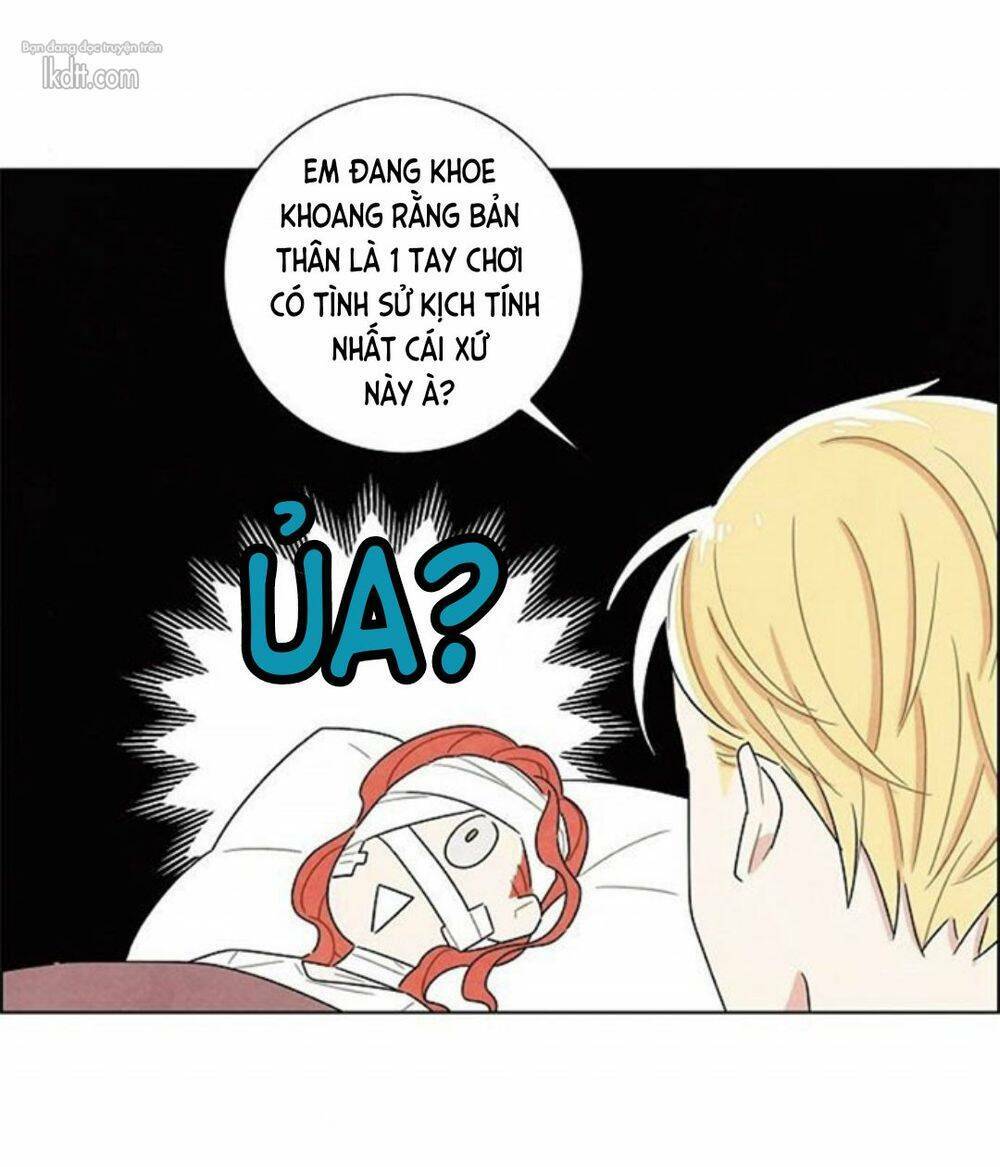 Bạn đang đọc truyện trên
lkdtt.com
EM ĐANG KHOE
KHOANG RẰNG BẢN
THÂN LÀ 1 TAY CHƠI
CÓ TÌNH SỬ KỊCH TÍNH
NHẤT CÁI XỨ
NÀY À?
ỦA?